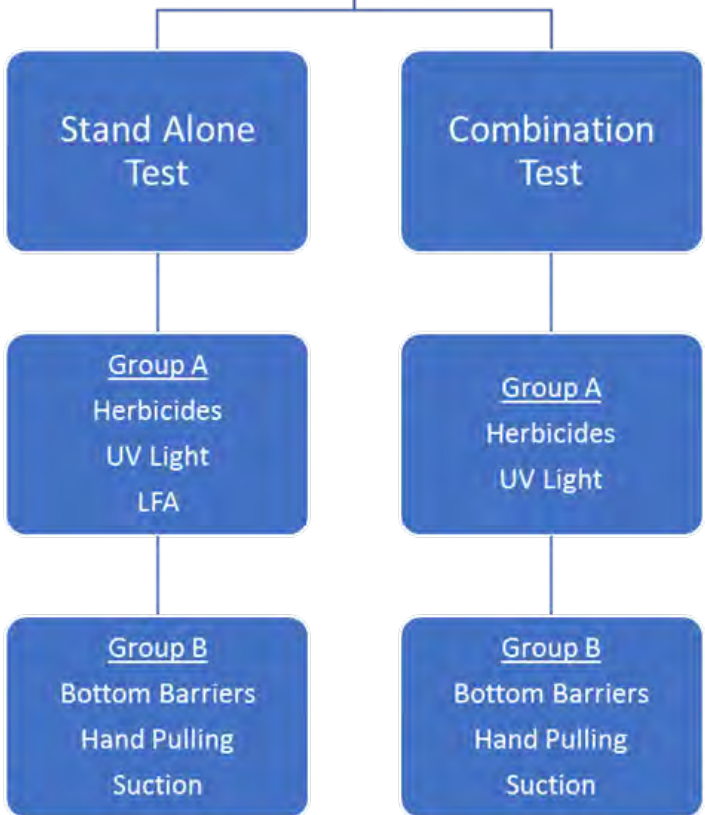 Stand Alone
Test
Combination
Test
Group A
Herbicides
UV Light
LFA
Group A
Herbicides
UV Light
Group B
Bottom Barriers
Hand Pulling
Suction
Group B
Bottom Barriers
Hand Pulling
Suction